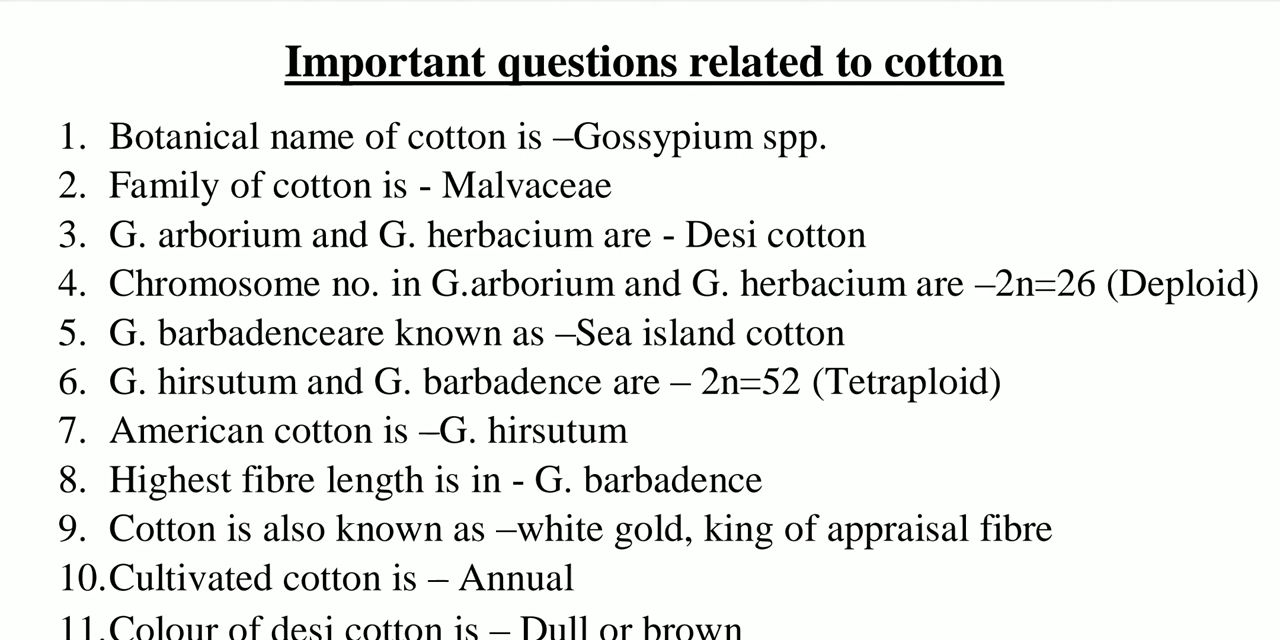 Important questions related to cotton
1. Botanical name of cotton is –Gossypium spp.
2. Family of cotton is - Malvaceae
3. G. arborium and G. herbacium are - Desi cotton
4. Chromosome no. in G.arborium and G. herbacium are –2n=26 (Deploid)
5. G. barbadenceare known as –Sea island cotton
6. G. hirsutum and G. barbadence are – 2n=52 (Tetraploid)
7. American cotton is –G. hirsutum
8. Highest fibre length is in - G. barbadence
9. Cotton is also known as –white gold, king of appraisal fibre
10.Cultivated cotton is – Annual
11.Colour of desi cotton is – Dull or brown